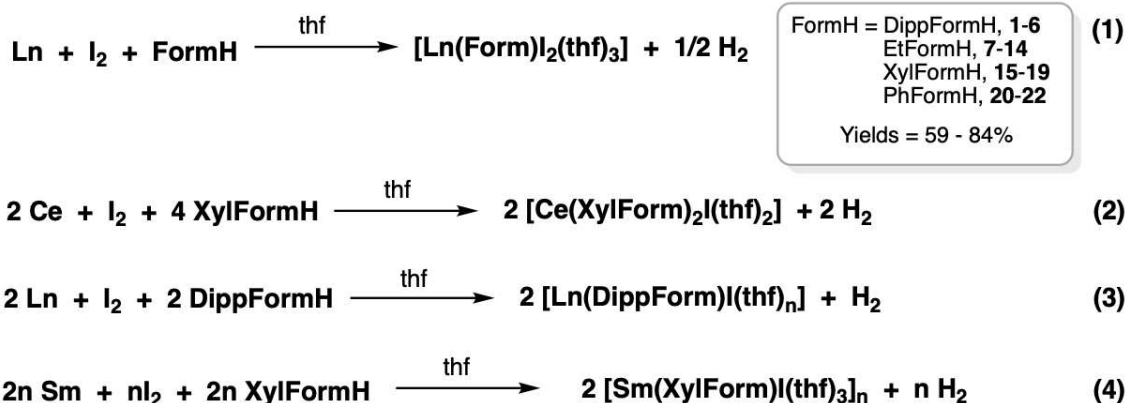 thf
Ln + I₂ + FormH [Ln(Form)I₂(thf)₃] + 1/2 H₂ (1)
FormH = DippFormH, 1-6
EtFormH, 7-14
XylFormH, 15-19
PhFormH, 20-22
Yields = 59 - 84%
thf
2 Ce + I₂ + 4 XylFormH 2 [Ce(XylForm)₂I(thf)₂] + 2 H₂ (2)
thf
2 Ln + I₂ + 2 DippFormH 2 [Ln(DippForm)I(thf)ₙ] + H₂ (3)
thf
2n Sm + nI₂ + 2n XylFormH 2 [Sm(XylForm)I(thf)₃]ₙ + n H₂ (4)